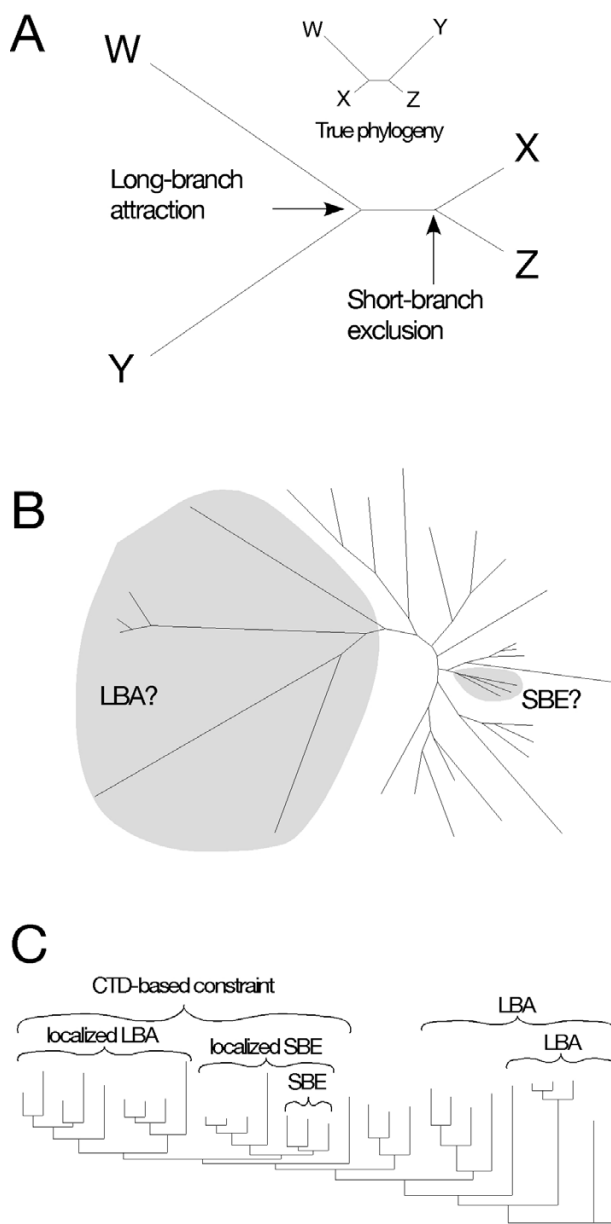 A
W
Y
W
X
Z
True phylogeny
X
Long-branch
attraction
Z
Short-branch
exclusion
Y
B
LBA?
SBE?
C
CTD-based constraint
LBA
localized LBA
localized SBE
LBA
SBE